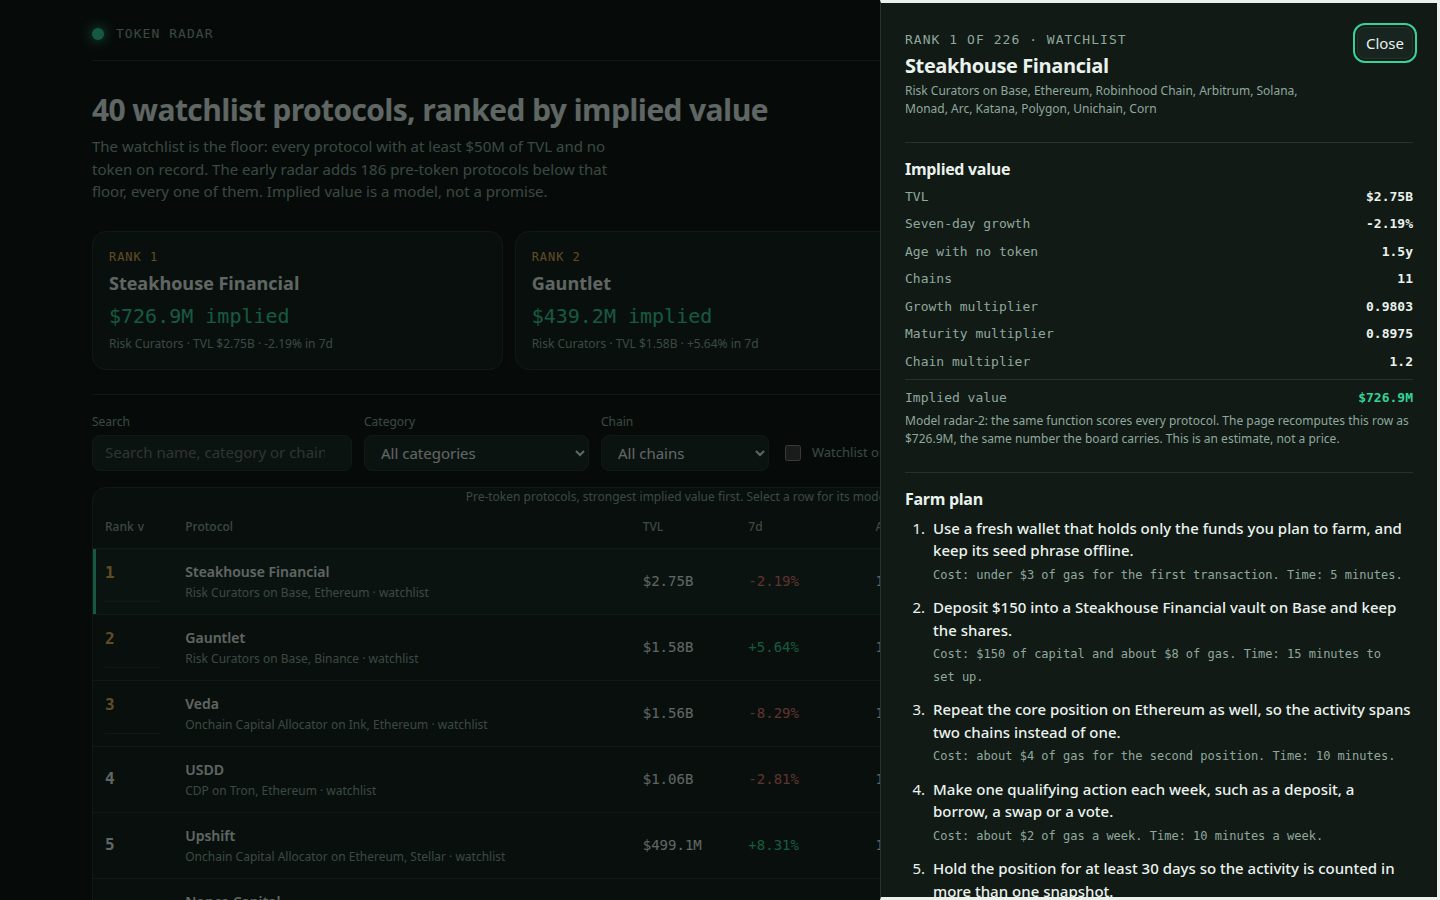 TOKEN RADAR
40 watchlist protocols, ranked by implied value
The watchlist is the floor: every protocol with at least $50M of TVL and no
token on record. The early radar adds 186 pre-token protocols below that
floor, every one of them. Implied value is a model, not a promise.
RANK 1
Steakhouse Financial
$726.9M implied
Risk Curators · TVL $2.75B · -2.19% in 7d
RANK 2
Gauntlet
$439.2M implied
Risk Curators · TVL $1.58B · +5.64% in 7d
Search
Category
Chain
Search name, category or chain
All categories
All chains
Watchlist o
Pre-token protocols, strongest implied value first. Select a row for its mode
Rank v
Protocol
TVL
7d
1
Steakhouse Financial
Risk Curators on Base, Ethereum · watchlist
$2.75B
-2.19%
2
Gauntlet
Risk Curators on Base, Binance · watchlist
$1.58B
+5.64%
3
Veda
Onchain Capital Allocator on Ink, Ethereum · watchlist
$1.56B
-8.29%
4
USDD
CDP on Tron, Ethereum · watchlist
$1.06B
-2.81%
5
Upshift
Onchain Capital Allocator on Ethereum, Stellar · watchlist
$499.1M
+8.31%
RANK 1 OF 226 · WATCHLIST
Close
Steakhouse Financial
Risk Curators on Base, Ethereum, Robinhood Chain, Arbitrum, Solana,
Monad, Arc, Katana, Polygon, Unichain, Corn
Implied value
TVL $2.75B
Seven-day growth -2.19%
Age with no token 1.5y
Chains 11
Growth multiplier 0.9803
Maturity multiplier 0.8975
Chain multiplier 1.2
Implied value $726.9M
Model radar-2: the same function scores every protocol. The page recomputes this row as
$726.9M, the same number the board carries. This is an estimate, not a price.
Farm plan
1. Use a fresh wallet that holds only the funds you plan to farm, and
keep its seed phrase offline.
Cost: under $3 of gas for the first transaction. Time: 5 minutes.
2. Deposit $150 into a Steakhouse Financial vault on Base and keep
the shares.
Cost: $150 of capital and about $8 of gas. Time: 15 minutes to
set up.
3. Repeat the core position on Ethereum as well, so the activity spans
two chains instead of one.
Cost: about $4 of gas for the second position. Time: 10 minutes.
4. Make one qualifying action each week, such as a deposit, a
borrow, a swap or a vote.
Cost: about $2 of gas a week. Time: 10 minutes a week.
5. Hold the position for at least 30 days so the activity is counted in
more than one snapshot.